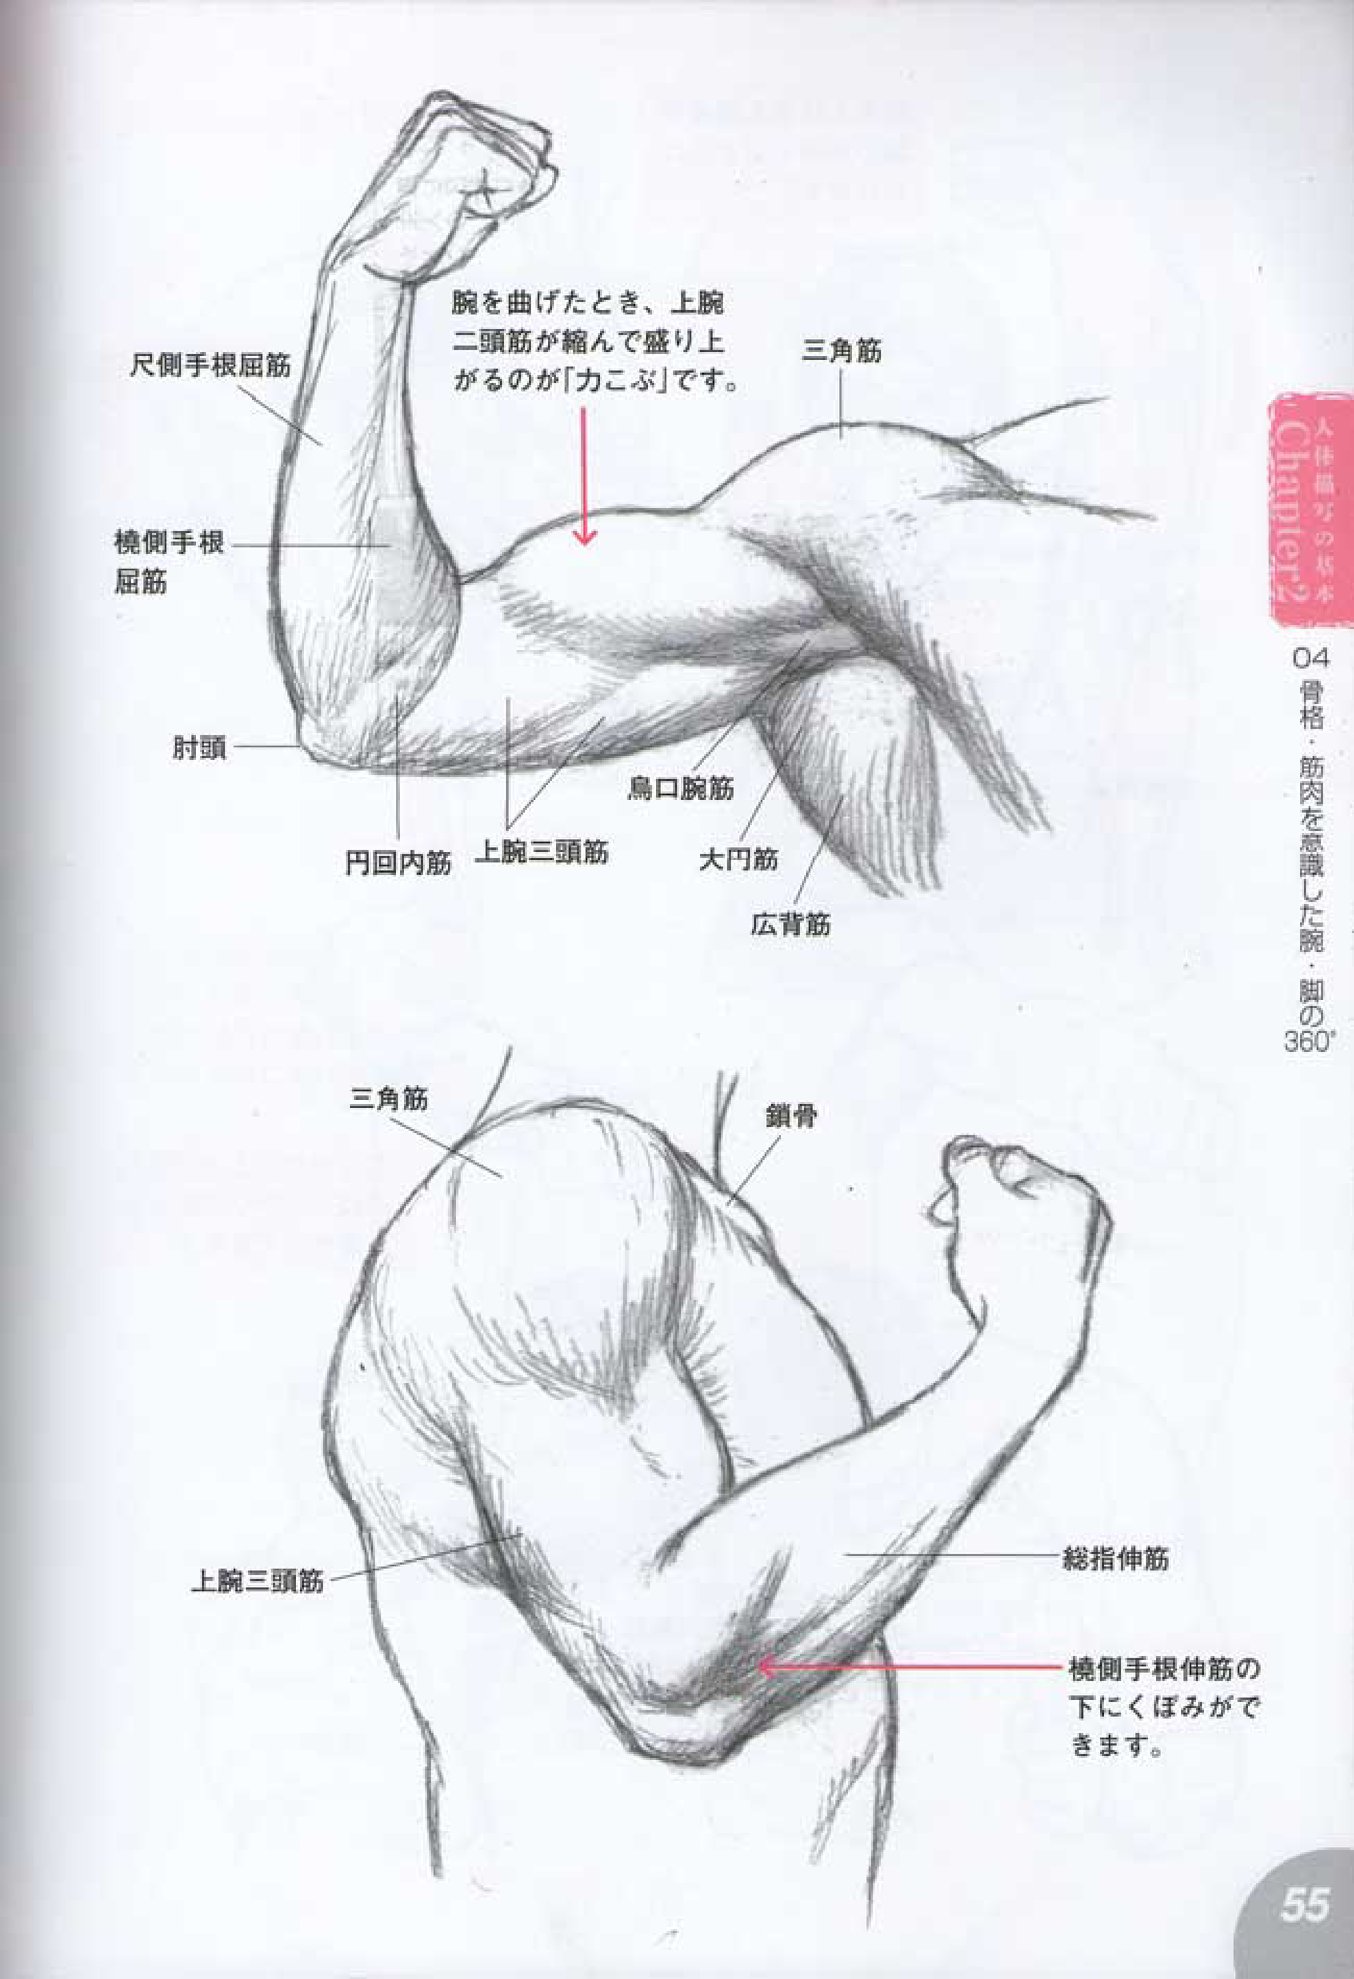 腕を曲げたとき、上腕
二頭筋が縮んで盛り上
がるのが「力こぶ」です。
三角筋
尺側手根屈筋
橈側手根
屈筋
肘頭
円回内筋
上腕三頭筋
烏口腕筋
大円筋
広背筋
三角筋
鎖骨
上腕三頭筋
総指伸筋
橈側手根伸筋の
下にくぼみがで
きます。
人体描写の基本
Chapter 2
04 骨格・筋肉を意識した腕・脚の360°
55